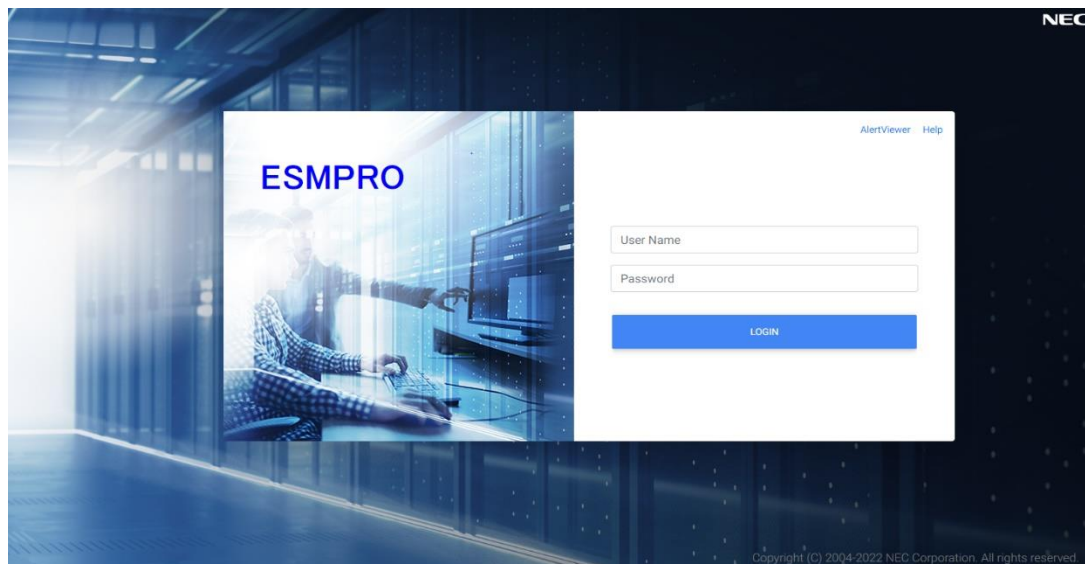 NEC
AlertViewer Help
ESMPRO
User Name
Password
LOGIN
Copyright (C) 2004-2022 NEC Corporation. All rights reserved.